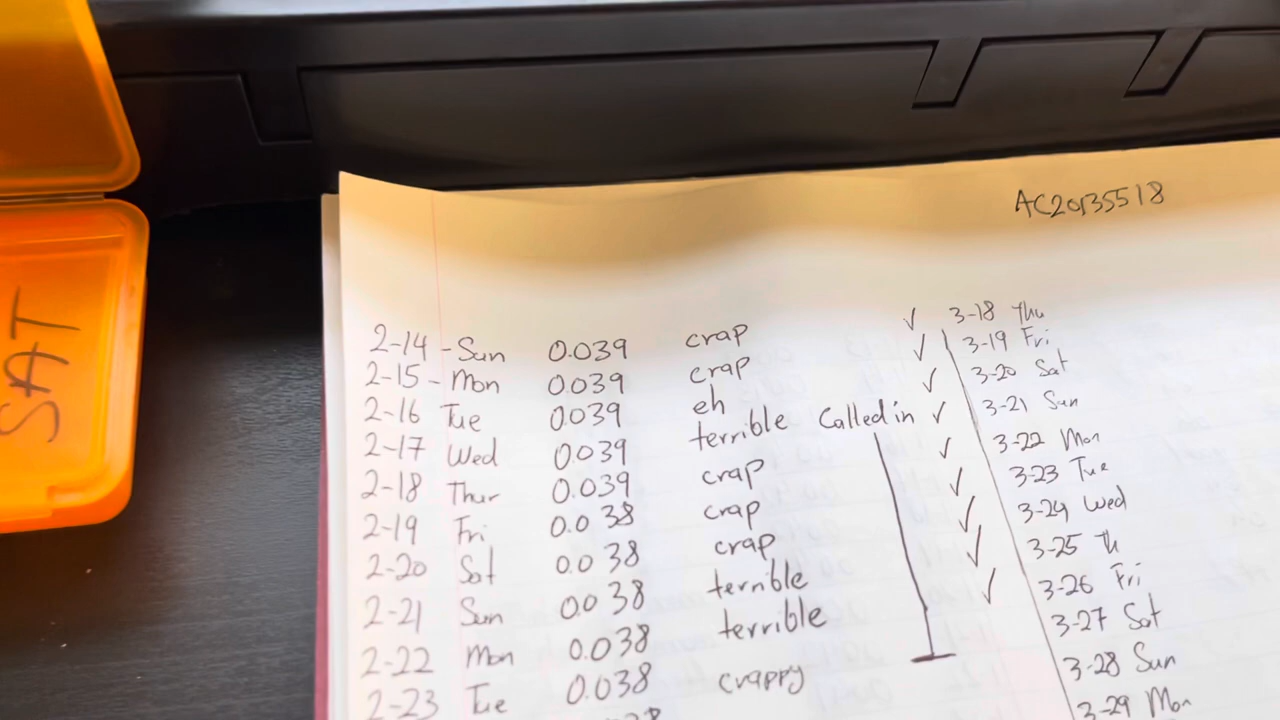 SAT
AC20135518
2-14 - Sun 0.039 crap
2-15 - Mon 0.039 crap
2-16 Tue 0.039 eh
2-17 Wed 0.039 terrible Called in
2-18 Thur 0.039 crap
2-19 Fri 0.038 crap
2-20 Sat 0.038 crap
2-21 Sun 0.038 terrible
2-22 Mon 0.038 terrible
2-23 Tue 0.038 crappy
✓ 3-18 Thu
✓ 3-19 Fri
✓ 3-20 Sat
✓ 3-21 Sun
✓ 3-22 Mon
✓ 3-23 Tue
✓ 3-24 Wed
✓ 3-25 Th
✓ 3-26 Fri
3-27 Sat
3-28 Sun
3-29 Mon